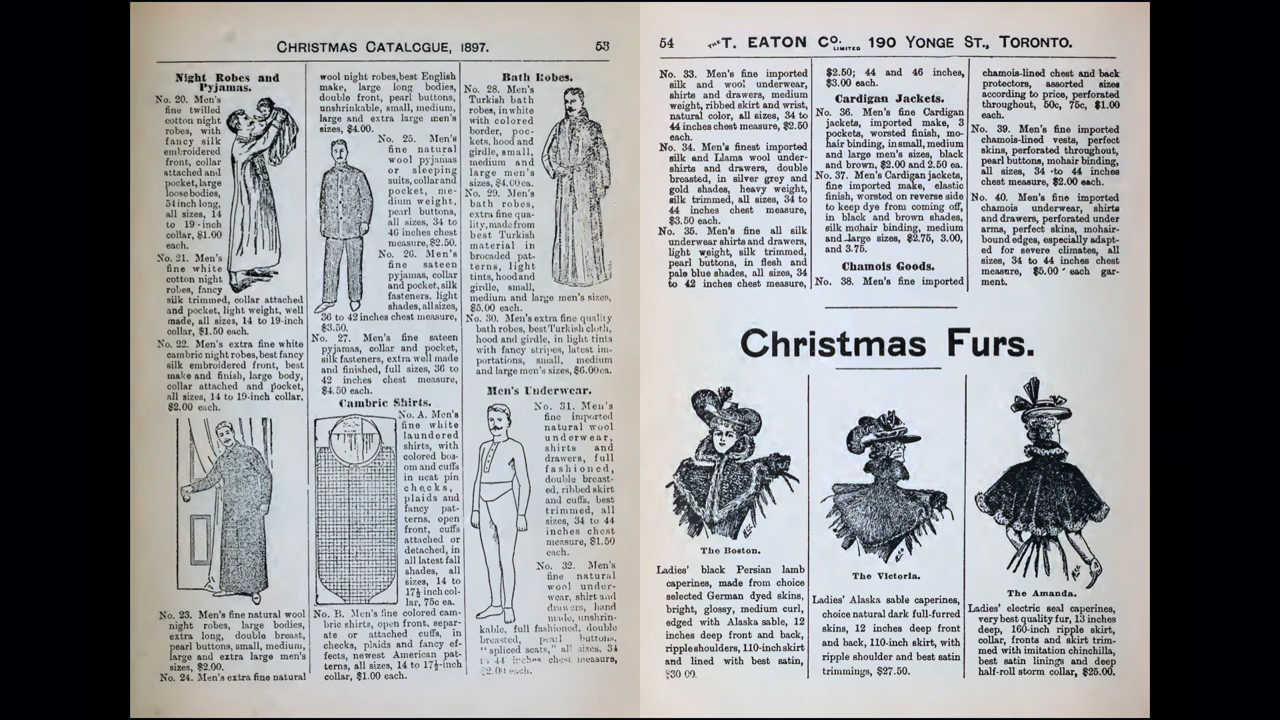 CHRISTMAS CATALOGUE, 1897.
53
Night Robes and
Pyjamas.
No. 20. Men's
fine twilled
cotton night
robes, with
fancy silk
embroidered
front, collar
attached and
pocket, large
loose bodies,
54 inch long,
all sizes, 14
to 19-inch
collar, $1.00
each.
No. 21. Men's
fine white
cotton night
robes, fancy
silk trimmed, collar attached
and pocket, light weight, well
made, all sizes, 14 to 19-inch
collar, $1.50 each.
No. 22. Men's extra fine white
cambric night robes, best fancy
silk embroidered front, best
make and finish, large body,
collar attached and pocket,
all sizes, 14 to 19-inch collar,
$2.00 each.
No. 23. Men's fine natural wool
night robes, large bodies,
extra long, double breast,
pearl buttons, small, medium,
large and extra large men's
sizes, $2.00.
No. 24. Men's extra fine natural
wool night robes, best English
make, large long bodies,
double front, pearl buttons,
unshrinkable, small, medium,
large and extra large men's
sizes, $4.00.
No. 25. Men's
fine natural
wool pyjamas
or sleeping
suits, collar and
pocket, me-
dium weight,
pearl buttons,
all sizes, 34 to
46 inches chest
measure, $2.50.
No. 26. Men's
fine sateen
pyjamas, collar
and pocket, silk
fasteners, light
shades, all sizes,
36 to 42 inches chest measure,
$3.50.
No. 27. Men's fine sateen
pyjamas, collar and pocket,
silk fasteners, extra well made
and finished, full sizes, 36 to
42 inches chest measure,
$4.50 each.
Cambric Shirts.
No. A. Men's
fine white
laundered
shirts, with
colored bos-
om and cuffs
in neat pin
checks,
plaids and
fancy pat-
terns, open
front, cuffs
attached or
detached, in
all latest fall
shades, all
sizes, 14 to
17½ inch col-
lar, 75c ea.
No. B. Men's fine colored cam-
bric shirts, open front, separ-
ate or attached cuffs, in
checks, plaids and fancy ef-
fects, newest American pat-
terns, all sizes, 14 to 17½-inch
collar, $1.00 each.
Bath Robes.
No. 28. Men's
Turkish bath
robes, in white
with colored
border, poc-
kets, hood and
girdle, small,
medium and
large men's
sizes, $4.00 ea.
No. 29. Men's
bath robes,
extra fine qua-
lity, made from
best Turkish
material in
brocaded pat-
terns, light
tints, hood and
girdle, small,
medium and large men's sizes,
$5.00 each.
No. 30. Men's extra fine quality
bath robes, best Turkish cloth,
hood and girdle, in light tints
with fancy stripes, latest im-
portations, small, medium
and large men's sizes, $6.00 ea.
Men's Underwear.
No. 31. Men's
fine imported
natural wool
underwear,
shirts and
drawers, full
fashioned,
double breast-
ed, ribbed skirt
and cuffs, best
trimmed, all
sizes, 34 to 44
inches chest
measure, $1.50
each.
No. 32. Men's
fine natural
wool under-
wear, shirt and
drawers, hand
made, unshrin-
kable, full fashioned, double
breasted, pearl buttons,
"spliced seats," all sizes, 34
to 44 inches chest measure,
$2.00 each.
54
THE T. EATON CO. LIMITED 190 YONGE ST., TORONTO.
No. 33. Men's fine imported
silk and wool underwear,
shirts and drawers, medium
weight, ribbed skirt and wrist,
natural color, all sizes, 34 to
44 inches chest measure, $2.50
each.
No. 34. Men's finest imported
silk and Llama wool under-
shirts and drawers, double
breasted, in silver grey and
gold shades, heavy weight,
silk trimmed, all sizes, 34 to
44 inches chest measure,
$3.50 each.
No. 35. Men's fine all silk
underwear shirts and drawers,
light weight, silk trimmed,
pearl buttons, in flesh and
pale blue shades, all sizes, 34
to 42 inches chest measure,
$2.50; 44 and 46 inches,
$3.00 each.
Cardigan Jackets.
No. 36. Men's fine Cardigan
jackets, imported make, 3
pockets, worsted finish, mo-
hair binding, in small, medium
and large men's sizes, black
and brown, $2.00 and 2.50 ea.
No. 37. Men's Cardigan jackets,
fine imported make, elastic
finish, worsted on reverse side
to keep dye from coming off,
in black and brown shades,
silk mohair binding, medium
and large sizes, $2.75, 3.00,
and 3.75.
Chamois Goods.
No. 38. Men's fine imported
chamois-lined chest and back
protectors, assorted sizes
according to price, perforated
throughout, 50c, 75c, $1.00
each.
No. 39. Men's fine imported
chamois-lined vests, perfect
skins, perforated throughout,
pearl buttons, mohair binding,
all sizes, 34 to 44 inches
chest measure, $2.00 each.
No. 40. Men's fine imported
chamois underwear, shirts
and drawers, perforated under
arms, perfect skins, mohair-
bound edges, especially adapt-
ed for severe climates, all
sizes, 34 to 44 inches chest
measure, $5.00 each gar-
ment.
Christmas Furs.
The Boston.
Ladies' black Persian lamb
caperines, made from choice
selected German dyed skins,
bright, glossy, medium curl,
edged with Alaska sable, 12
inches deep front and back,
ripple shoulders, 110-inch skirt
and lined with best satin,
$30 00.
The Victoria.
Ladies' Alaska sable caperines,
choice natural dark full-furred
skins, 12 inches deep front
and back, 110-inch skirt, with
ripple shoulder and best satin
trimmings, $27.50.
The Amanda.
Ladies' electric seal caperines,
very best quality fur, 13 inches
deep, 160-inch ripple skirt,
collar, fronts and skirt trim-
med with imitation chinchilla,
best satin linings and deep
half-roll storm collar, $25.00.